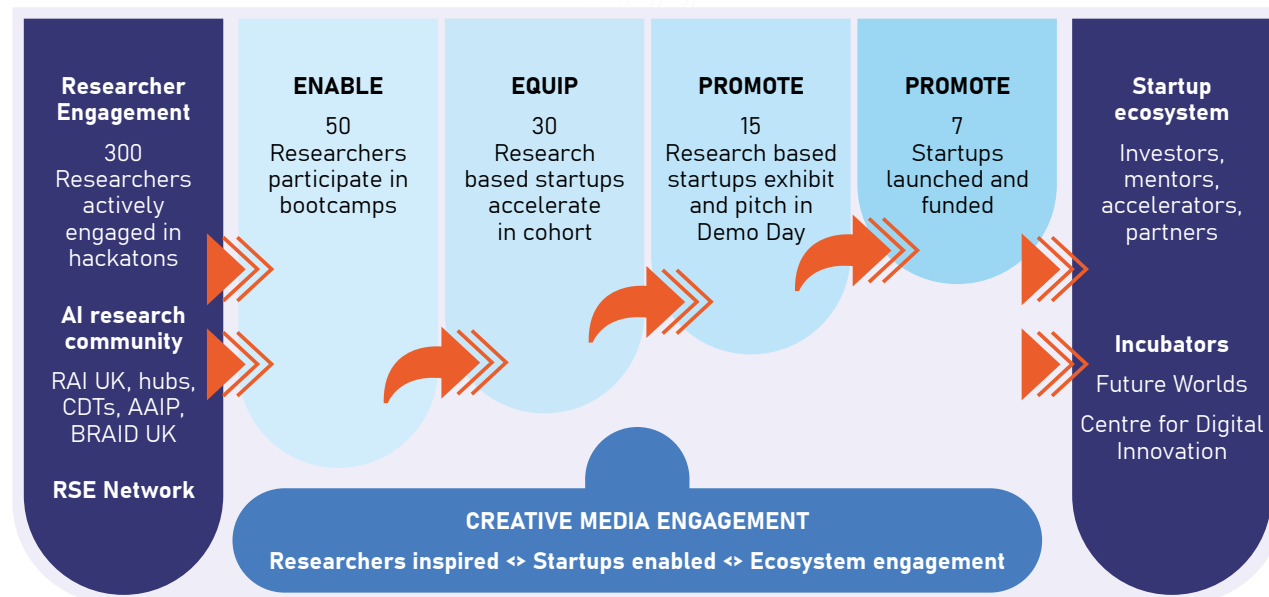 Researcher
Engagement
300
Researchers
actively
engaged in
hackatons
AI research
community
RAI UK, hubs,
CDTs, AAIP,
BRAID UK
RSE Network
ENABLE
50
Researchers
participate in
bootcamps
EQUIP
30
Research
based startups
accelerate
in cohort
PROMOTE
15
Research based
startups exhibit
and pitch in
Demo Day
PROMOTE
7
Startups
launched and
funded
Startup
ecosystem
Investors,
mentors,
accelerators,
partners
Incubators
Future Worlds
Centre for Digital
Innovation
CREATIVE MEDIA ENGAGEMENT
Researchers inspired <> Startups enabled <> Ecosystem engagement